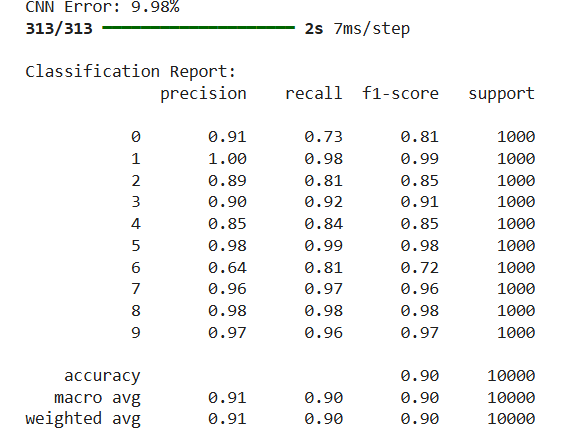 CNN Error: 9.98%
313/313 ━━━━━━━━━━━━━━━━━━━━ 2s 7ms/step
Classification Report:
precision recall f1-score support
0 0.91 0.73 0.81 1000
1 1.00 0.98 0.99 1000
2 0.89 0.81 0.85 1000
3 0.90 0.92 0.91 1000
4 0.85 0.84 0.85 1000
5 0.98 0.99 0.98 1000
6 0.64 0.81 0.72 1000
7 0.96 0.97 0.96 1000
8 0.98 0.98 0.98 1000
9 0.97 0.96 0.97 1000
accuracy 0.90 10000
macro avg 0.91 0.90 0.90 10000
weighted avg 0.91 0.90 0.90 10000